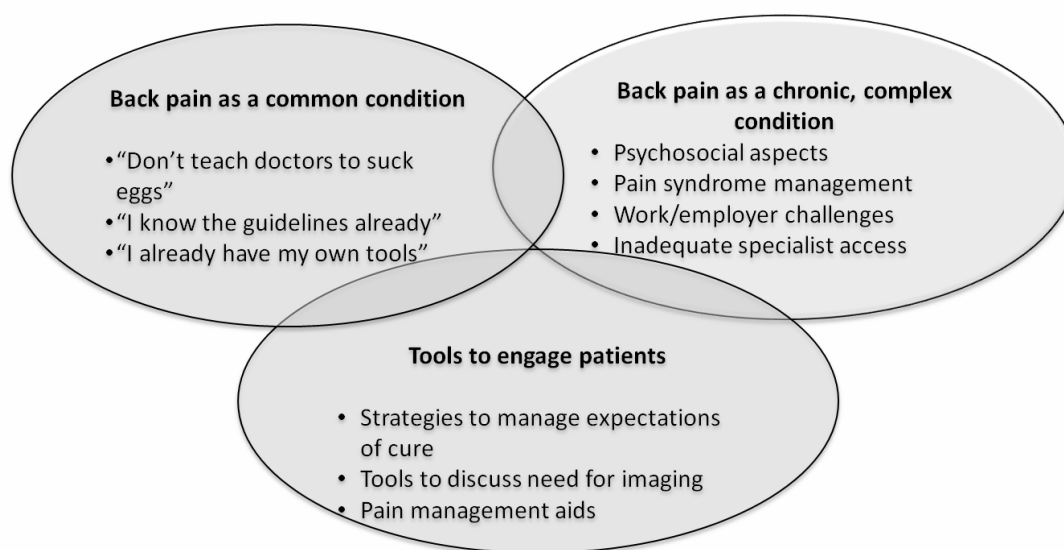 Back pain as a common condition
•“Don’t teach doctors to suck
eggs”
•“I know the guidelines already”
•“I already have my own tools”
Back pain as a chronic, complex
condition
• Psychosocial aspects
• Pain syndrome management
• Work/employer challenges
• Inadequate specialist access
Tools to engage patients
• Strategies to manage expectations
of cure
• Tools to discuss need for imaging
• Pain management aids